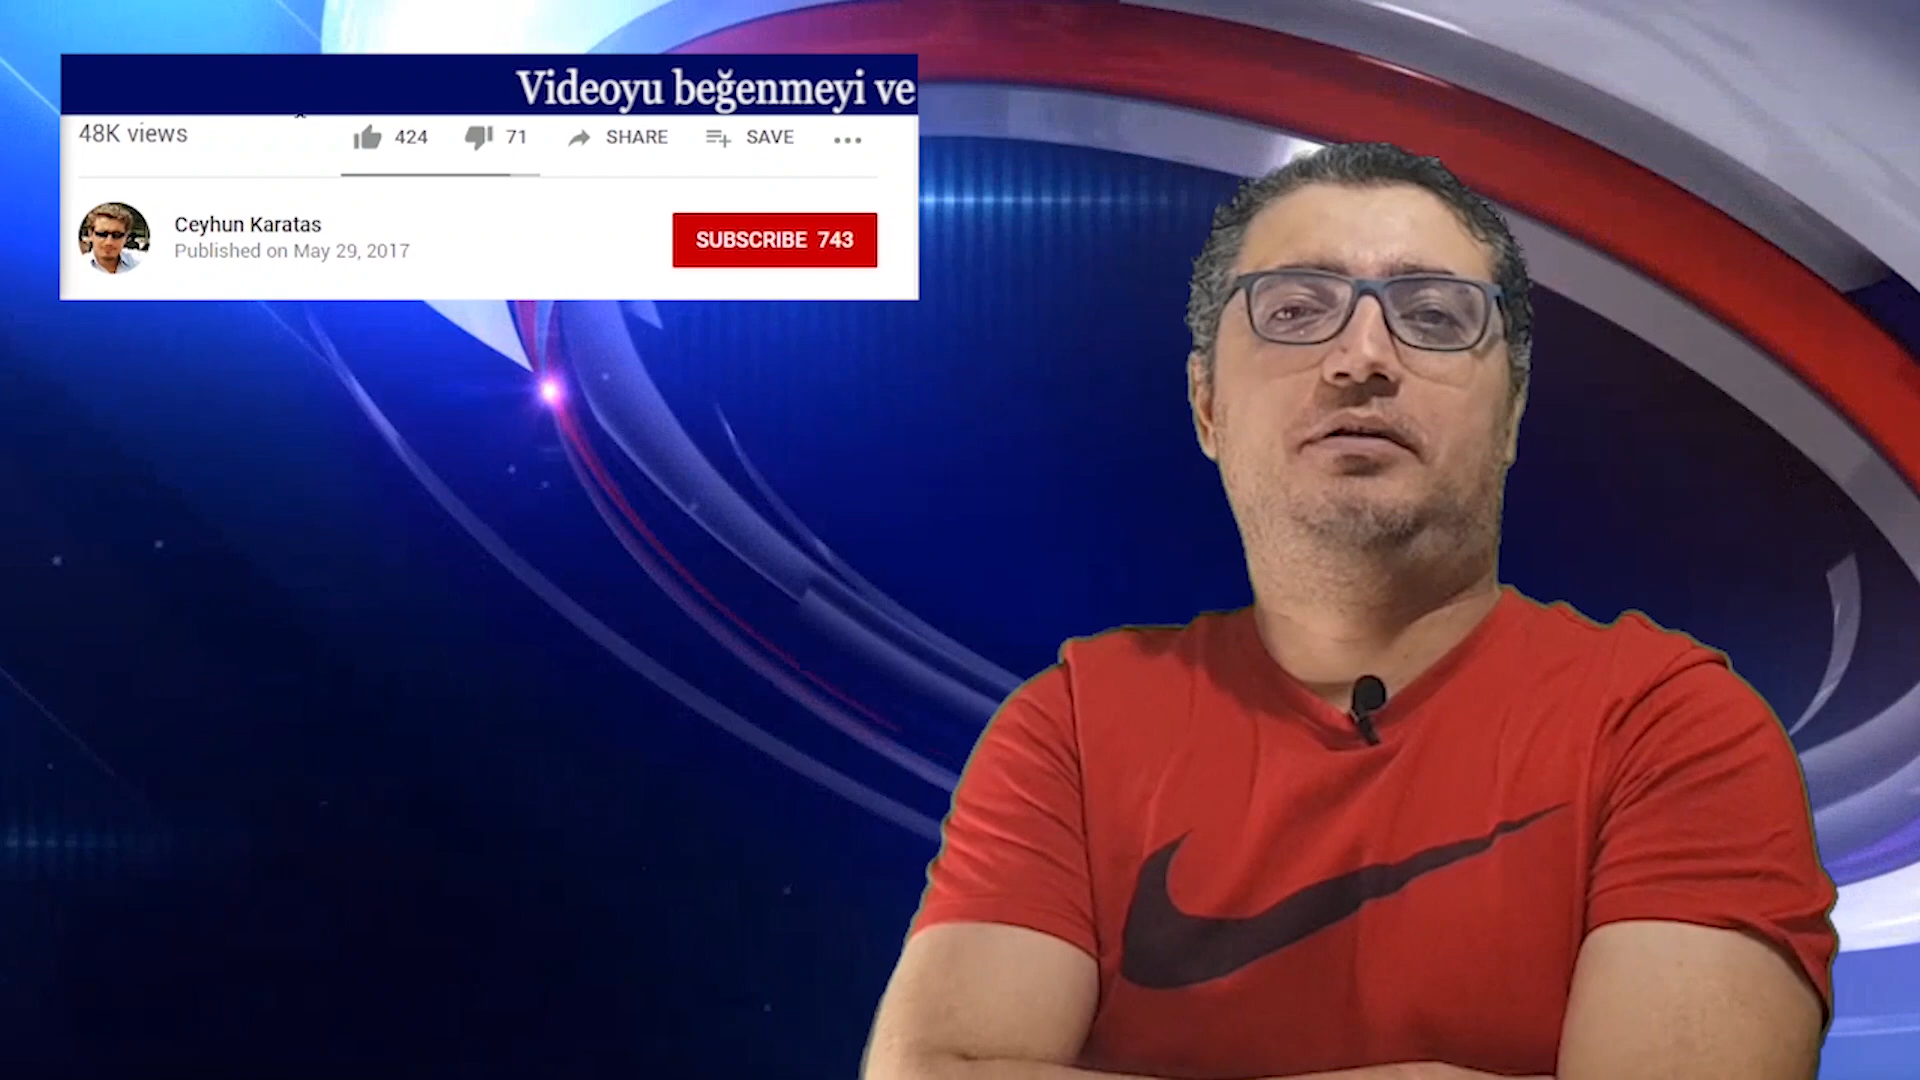 Videoyu beğenmeyi ve
48K views 424 71 SHARE SAVE
Ceyhun Karatas
Published on May 29, 2017
SUBSCRIBE 743